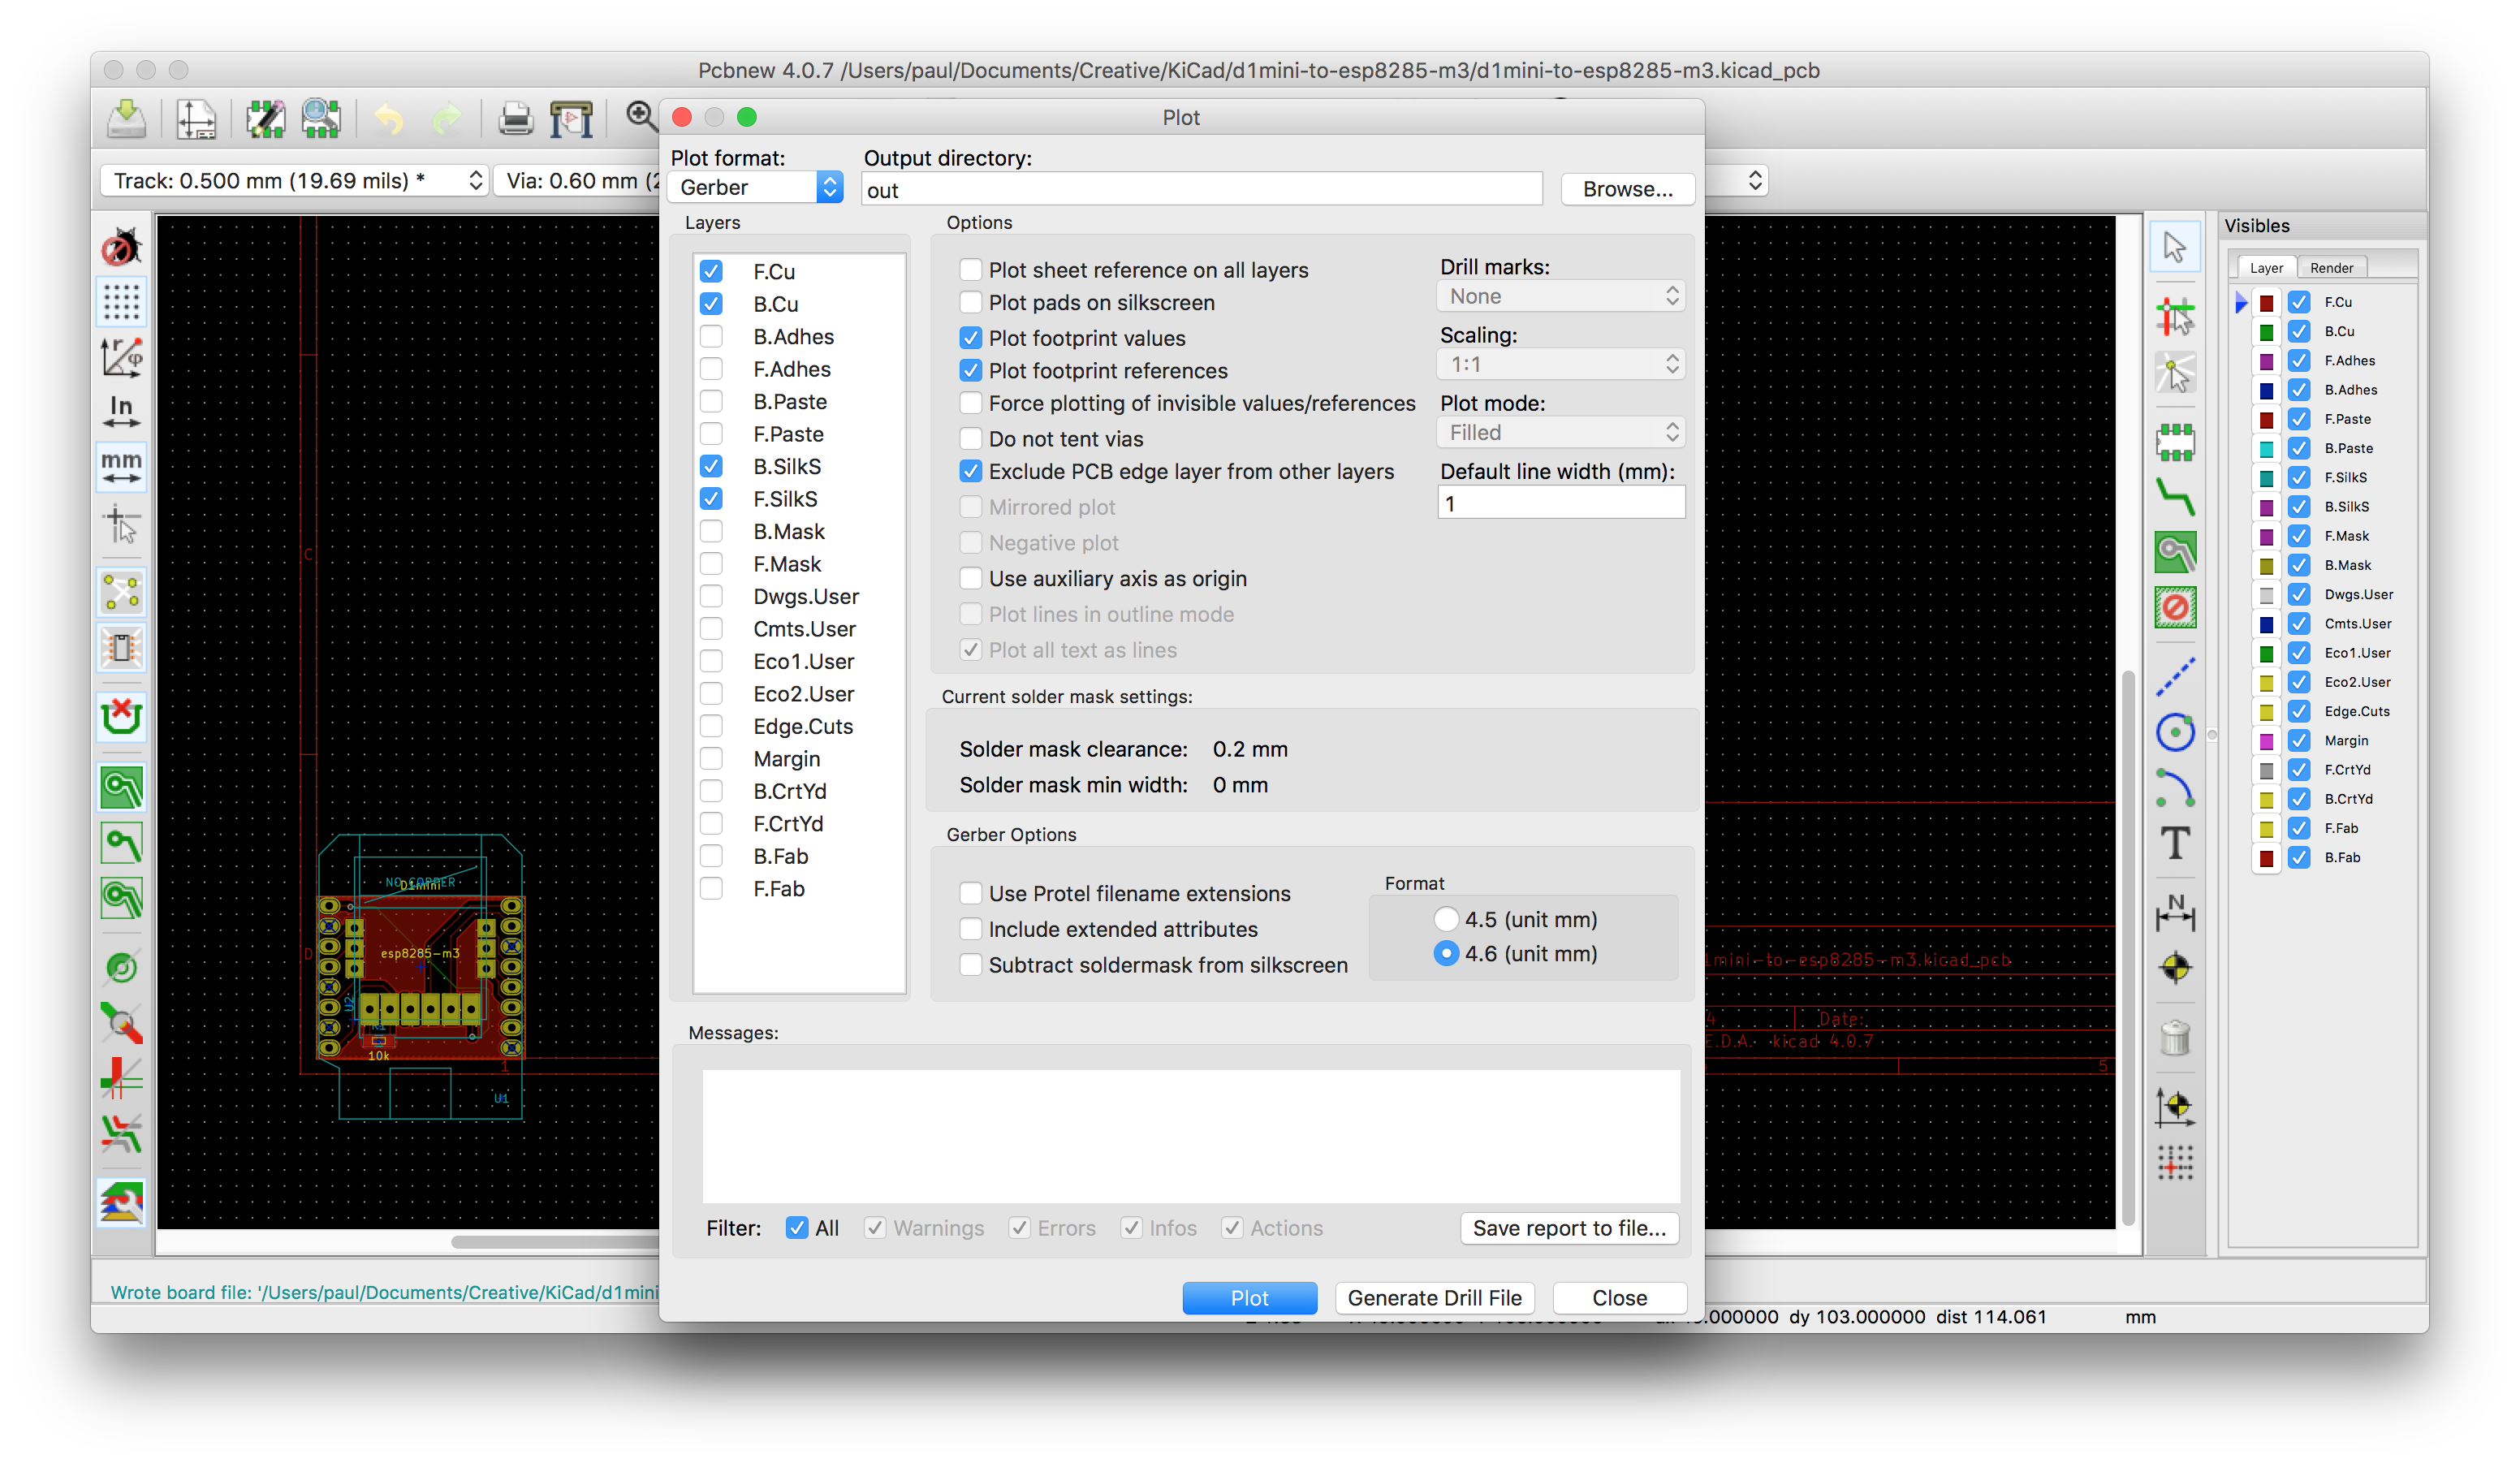 Pcbnew 4.0.7 /Users/paul/Documents/Creative/KiCad/d1mini-to-esp8285-m3/d1mini-to-esp8285-m3.kicad_pcb
Track: 0.500 mm (19.69 mils) *
Via: 0.60 mm
Plot
Plot format:
Gerber
Output directory:
out
Browse...
Layers
F.Cu
B.Cu
B.Adhes
F.Adhes
B.Paste
F.Paste
B.SilkS
F.SilkS
B.Mask
F.Mask
Dwgs.User
Cmts.User
Eco1.User
Eco2.User
Edge.Cuts
Margin
B.CrtYd
F.CrtYd
B.Fab
F.Fab
Options
Plot sheet reference on all layers
Plot pads on silkscreen
Plot footprint values
Plot footprint references
Force plotting of invisible values/references
Do not tent vias
Exclude PCB edge layer from other layers
Mirrored plot
Negative plot
Use auxiliary axis as origin
Plot lines in outline mode
Plot all text as lines
Drill marks:
None
Scaling:
1:1
Plot mode:
Filled
Default line width (mm):
1
Current solder mask settings:
Solder mask clearance: 0.2 mm
Solder mask min width: 0 mm
Gerber Options
Use Protel filename extensions
Include extended attributes
Subtract soldermask from silkscreen
Format
4.5 (unit mm)
4.6 (unit mm)
Messages:
Filter: All Warnings Errors Infos Actions
Save report to file...
Plot
Generate Drill File
Close
In
mm
C
D
NO COPPER
D1mini
esp8285-m3
U2
R1
10k
1
U1
1mini-to-esp8285-m3.kicad_pcb
4
Date:
E.D.A. kicad 4.0.7
5
T
N
Visibles
Layer
Render
F.Cu
B.Cu
F.Adhes
B.Adhes
F.Paste
B.Paste
F.SilkS
B.SilkS
F.Mask
B.Mask
Dwgs.User
Cmts.User
Eco1.User
Eco2.User
Edge.Cuts
Margin
F.CrtYd
B.CrtYd
F.Fab
B.Fab
Wrote board file: '/Users/paul/Documents/Creative/KiCad/d1mini
.000000 dy 103.000000 dist 114.061
mm